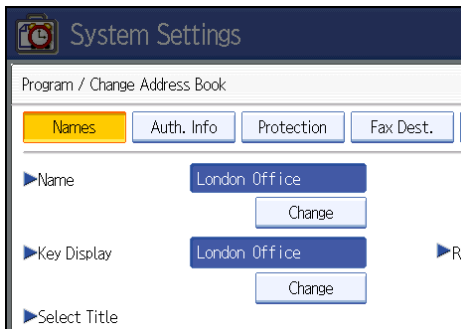 System Settings
Program / Change Address Book
Names Auth. Info Protection Fax Dest.
Name London Office
Change
Key Display London Office R
Change
Select Title